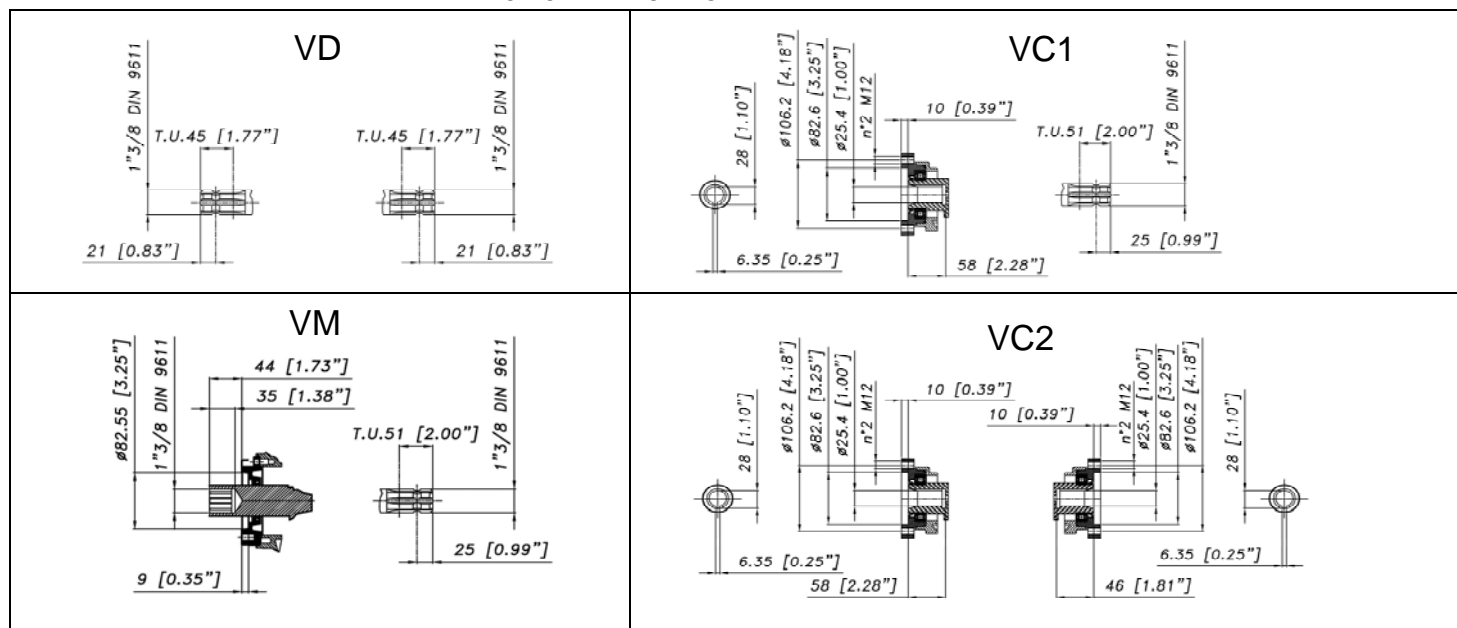 VD
1"3/8 DIN 9611
T.U.45 [1.77"]
T.U.45 [1.77"]
1"3/8 DIN 9611
21 [0.83"]
21 [0.83"]
VC1
ø106.2 [4.18"]
ø82.6 [3.25"]
ø25.4 [1.00"]
n°2 M12
10 [0.39"]
28 [1.10"]
T.U.51 [2.00"]
1"3/8 DIN 9611
6.35 [0.25"]
58 [2.28"]
25 [0.99"]
VM
ø82.55 [3.25"]
1"3/8 DIN 9611
44 [1.73"]
35 [1.38"]
T.U.51 [2.00"]
1"3/8 DIN 9611
9 [0.35"]
25 [0.99"]
VC2
28 [1.10"]
ø106.2 [4.18"]
ø82.6 [3.25"]
ø25.4 [1.00"]
n°2 M12
10 [0.39"]
10 [0.39"]
n°2 M12
ø25.4 [1.00"]
ø82.6 [3.25"]
ø106.2 [4.18"]
28 [1.10"]
6.35 [0.25"]
58 [2.28"]
46 [1.81"]
6.35 [0.25"]